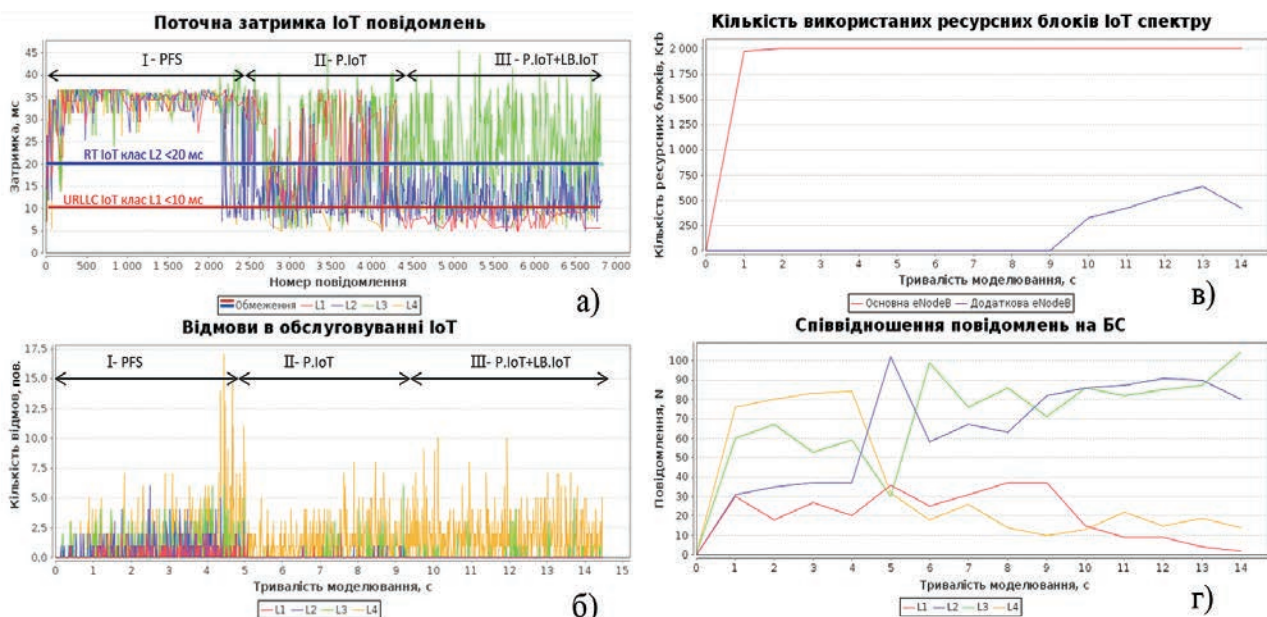 Поточна затримка IoT повідомлень
Затримка, мс
45
40
35
30
25
20
15
10
5
0
I - PFS
II - P.IoT
III - P.IoT+LB.IoT
RT IoT клас L2 <20 мс
URLLC IoT клас L1 <10 мс
0 500 1 000 1 500 2 000 2 500 3 000 3 500 4 000 4 500 5 000 5 500 6 000 6 500 7 000
Номер повідомлення
Обмеження L1 L2 L3 L4
а)
Кількість використаних ресурсних блоків IoT спектру
Кількість ресурсних блоків, Krb
2 000
1 750
1 500
1 250
1 000
750
500
250
0
0 1 2 3 4 5 6 7 8 9 10 11 12 13 14
Тривалість моделювання, с
Основна eNodeB Додаткова eNodeB
в)
Відмови в обслуговуванні IoT
Кількість відмов, пов.
17,5
15,0
12,5
10,0
7,5
5,0
2,5
0,0
I - PFS
II - P.IoT
III - P.IoT+LB.IoT
0 1 2 3 4 5 6 7 8 9 10 11 12 13 14 15
Тривалість моделювання, с
L1 L2 L3 L4
б)
Співвідношення повідомлень на БС
Повідомлення, N
100
90
80
70
60
50
40
30
20
10
0
0 1 2 3 4 5 6 7 8 9 10 11 12 13 14
Тривалість моделювання, с
L1 L2 L3 L4
г)